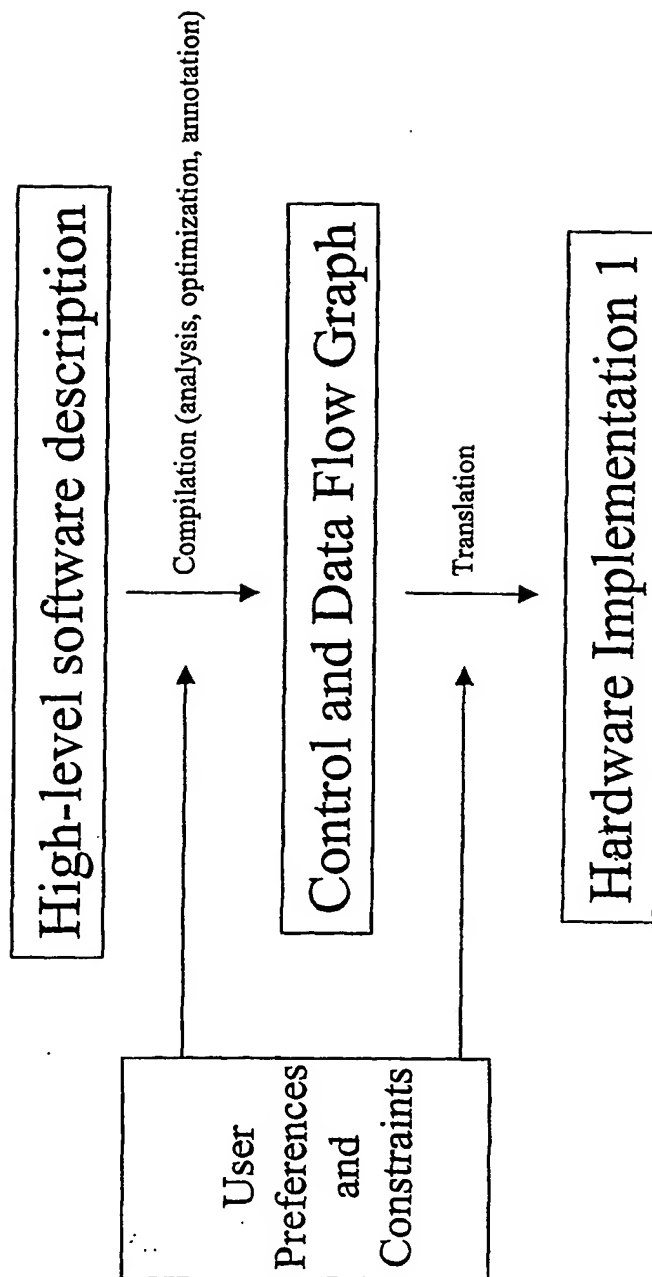 High-level software description
Compilation (analysis, optimization, annotation)
User
Preferences
and
Constraints
Control and Data Flow Graph
Translation
Hardware Implementation 1